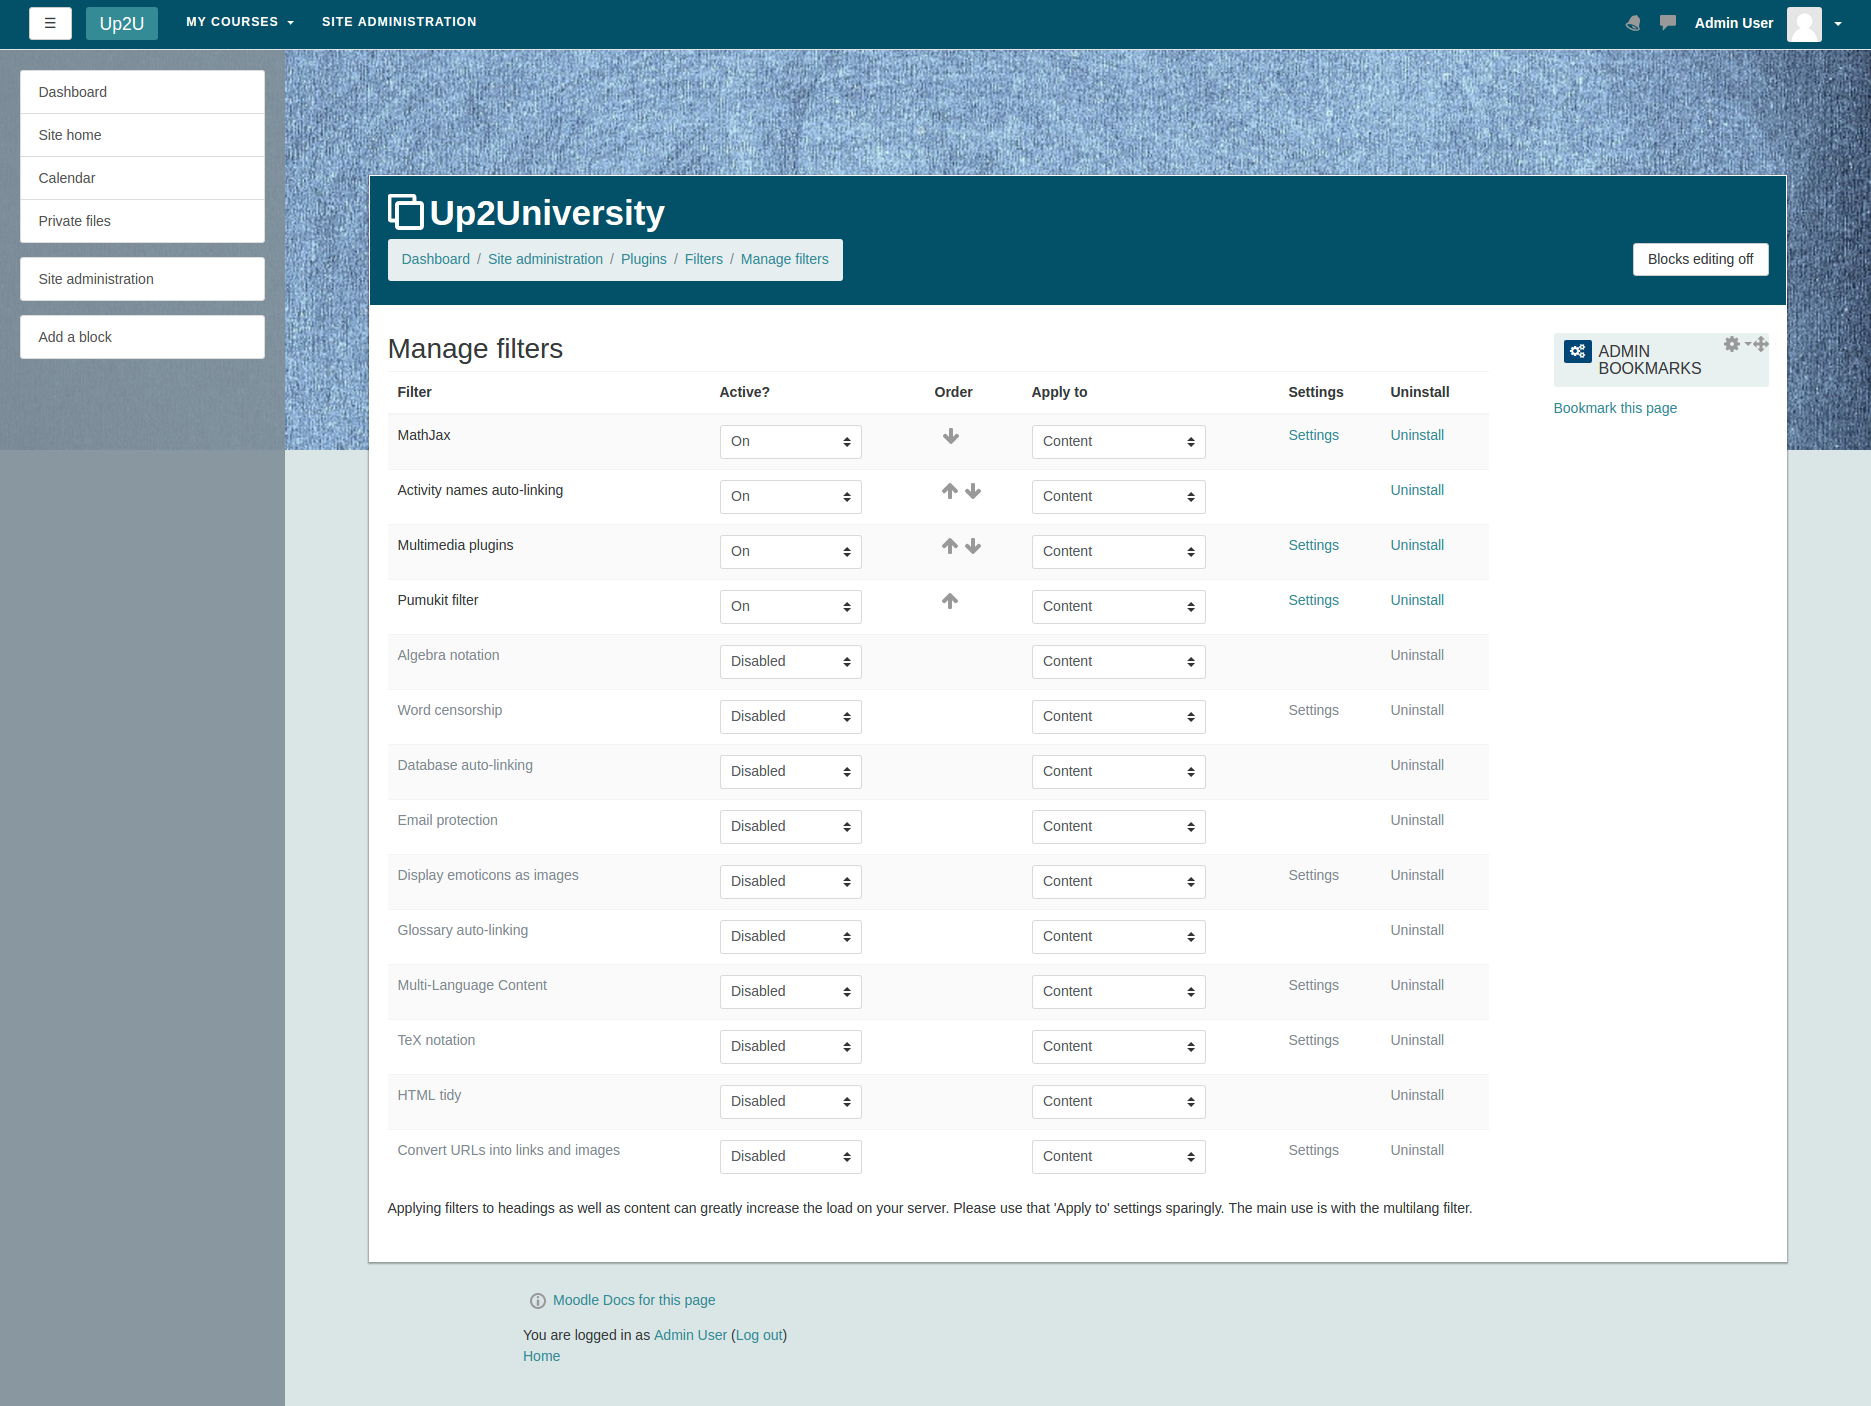 Up2U MY COURSES SITE ADMINISTRATION Admin User
Dashboard
Site home
Calendar
Private files
Site administration
Add a block
Up2University
Dashboard / Site administration / Plugins / Filters / Manage filters
Blocks editing off
Manage filters
Filter Active? Order Apply to Settings Uninstall
MathJax On Content Settings Uninstall
Activity names auto-linking On Content Uninstall
Multimedia plugins On Content Settings Uninstall
Pumukit filter On Content Settings Uninstall
Algebra notation Disabled Content Uninstall
Word censorship Disabled Content Settings Uninstall
Database auto-linking Disabled Content Uninstall
Email protection Disabled Content Uninstall
Display emoticons as images Disabled Content Settings Uninstall
Glossary auto-linking Disabled Content Uninstall
Multi-Language Content Disabled Content Settings Uninstall
TeX notation Disabled Content Settings Uninstall
HTML tidy Disabled Content Uninstall
Convert URLs into links and images Disabled Content Settings Uninstall
Applying filters to headings as well as content can greatly increase the load on your server. Please use that 'Apply to' settings sparingly. The main use is with the multilang filter.
ADMIN
BOOKMARKS
Bookmark this page
Moodle Docs for this page
You are logged in as Admin User (Log out)
Home